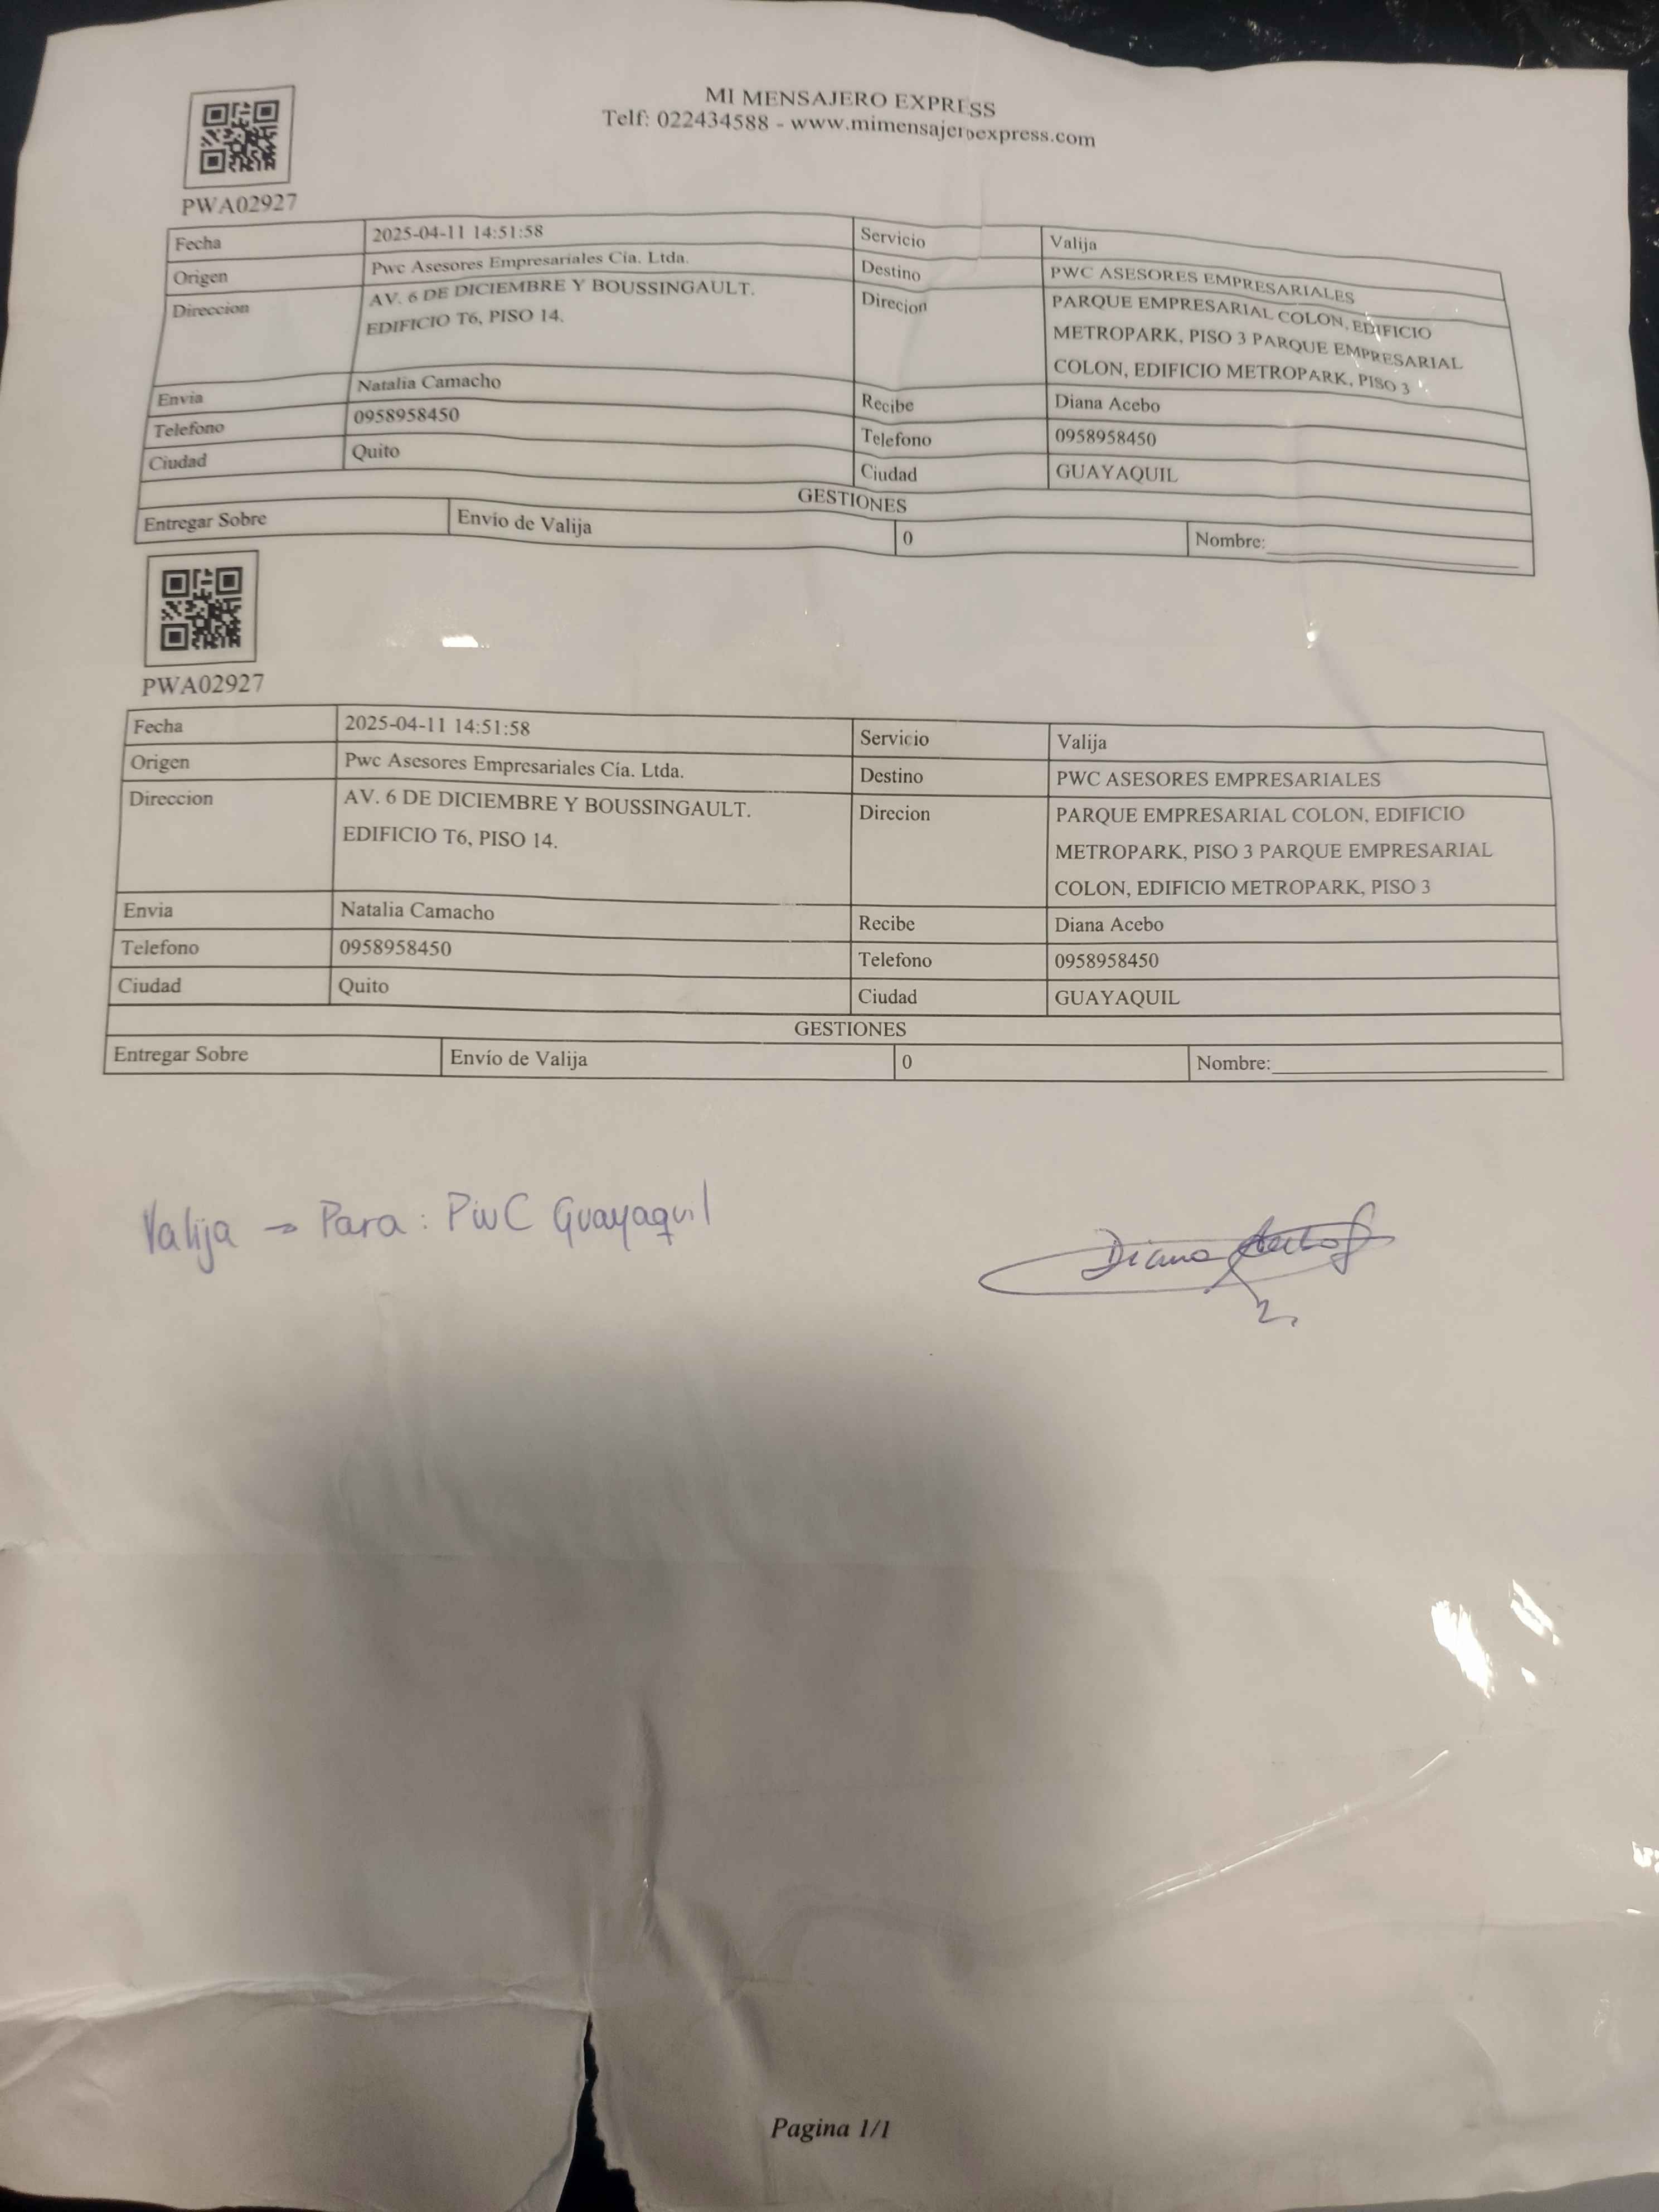 MI MENSAJERO EXPRESS
Telf: 022434588 - www.mimensajeroexpress.com
PWA02927
Fecha 2025-04-11 14:51:58 Servicio Valija
Origen Pwc Asesores Empresariales Cía. Ltda. Destino PWC ASESORES EMPRESARIALES
Direccion AV. 6 DE DICIEMBRE Y BOUSSINGAULT. Direcion PARQUE EMPRESARIAL COLON, EDIFICIO
EDIFICIO T6, PISO 14. METROPARK, PISO 3 PARQUE EMPRESARIAL
COLON, EDIFICIO METROPARK, PISO 3
Envia Natalia Camacho Recibe Diana Acebo
Telefono 0958958450 Telefono 0958958450
Ciudad Quito Ciudad GUAYAQUIL
GESTIONES
Entregar Sobre Envío de Valija 0 Nombre:
PWA02927
Fecha 2025-04-11 14:51:58 Servicio Valija
Origen Pwc Asesores Empresariales Cía. Ltda. Destino PWC ASESORES EMPRESARIALES
Direccion AV. 6 DE DICIEMBRE Y BOUSSINGAULT. Direcion PARQUE EMPRESARIAL COLON, EDIFICIO
EDIFICIO T6, PISO 14. METROPARK, PISO 3 PARQUE EMPRESARIAL
COLON, EDIFICIO METROPARK, PISO 3
Envia Natalia Camacho Recibe Diana Acebo
Telefono 0958958450 Telefono 0958958450
Ciudad Quito Ciudad GUAYAQUIL
GESTIONES
Entregar Sobre Envío de Valija 0 Nombre:
Valija → Para: PwC Guayaquil
Diana
Pagina 1/1